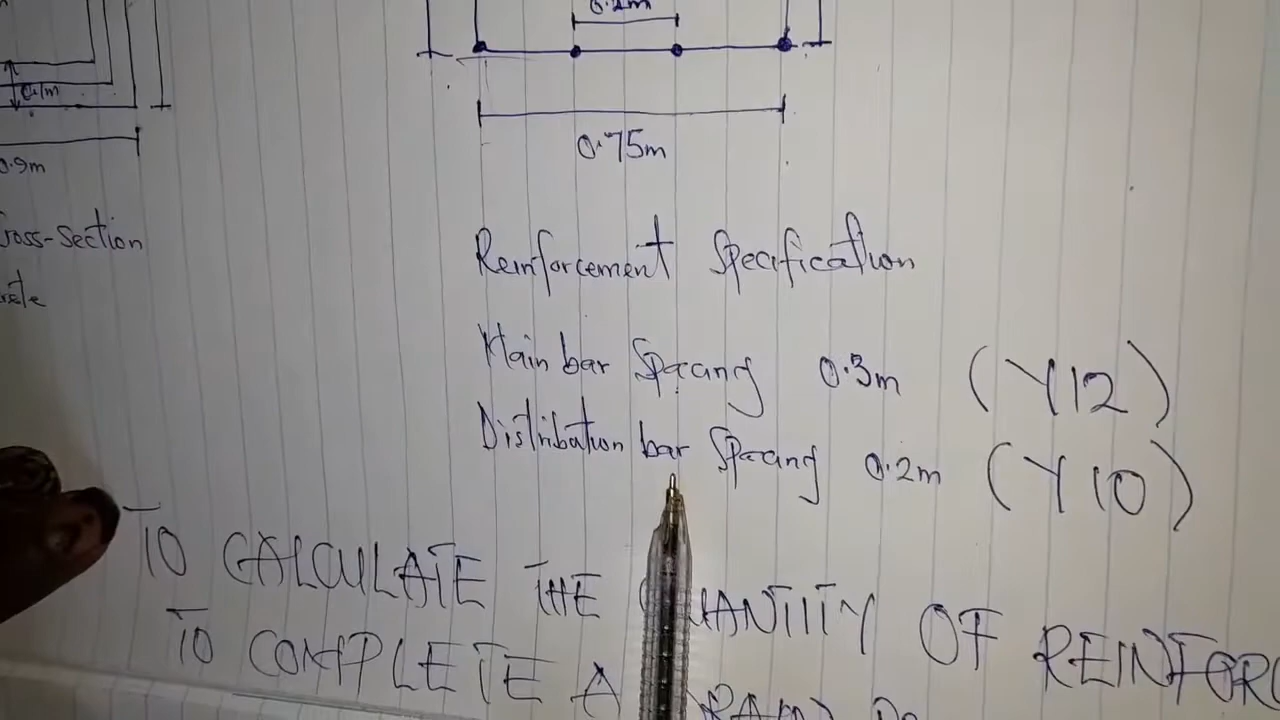 0.2m
0.1m
0.75m
0.9m
Cross-Section
Reinforcement Specification
Main bar Spacing 0.3m (Y12)
Distribution bar Spacing 0.2m (Y10)
TO CALCULATE THE QUANTITY OF
TO COMPLETE A